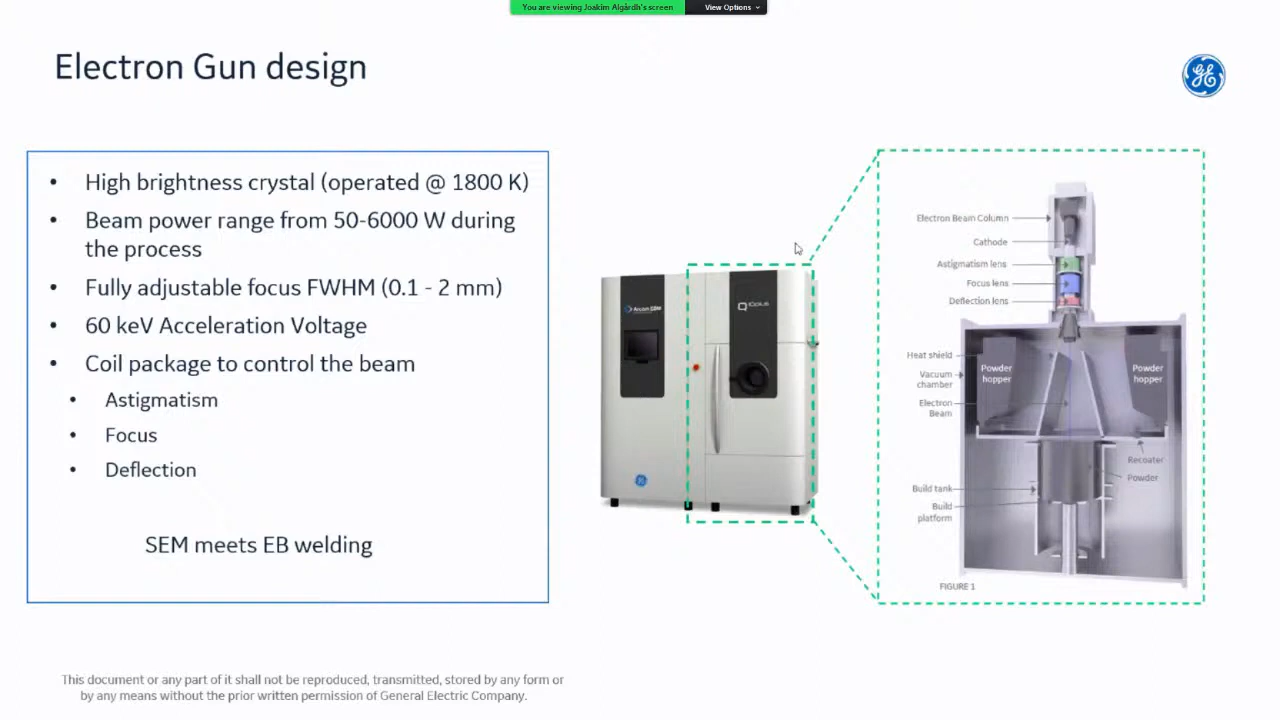 You are viewing Joakim Algårdh's screen
View Options
Electron Gun design
• High brightness crystal (operated @ 1800 K)
• Beam power range from 50-6000 W during
the process
• Fully adjustable focus FWHM (0.1 - 2 mm)
• 60 keV Acceleration Voltage
• Coil package to control the beam
• Astigmatism
• Focus
• Deflection
SEM meets EB welding
Arcam EBM
Q10plus
Electron Beam Column
Cathode
Astigmatism lens
Focus lens
Deflection lens
Heat shield
Powder
hopper
Powder
hopper
Vacuum
chamber
Electron
Beam
Recoater
Powder
Build tank
Build
platform
FIGURE 1
This document or any part of it shall not be reproduced, transmitted, stored by any form or
by any means without the prior written permission of General Electric Company.